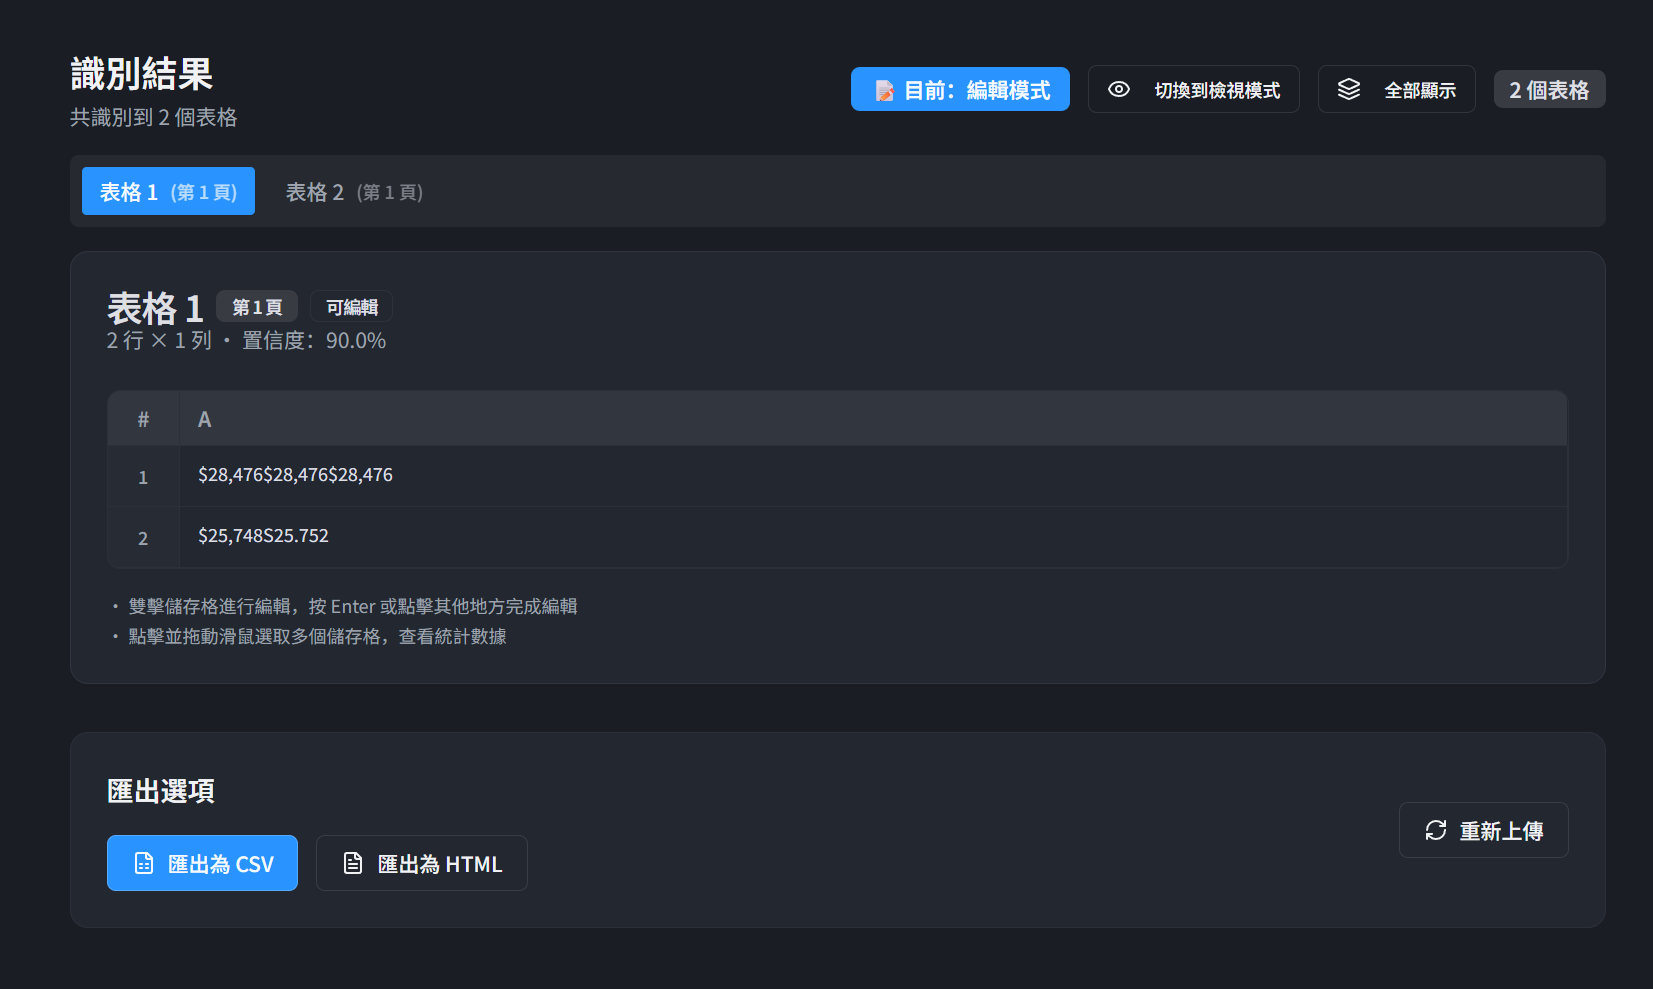 識別結果
共識別到 2 個表格
📝 目前：編輯模式
切換到檢視模式
全部顯示
2 個表格
表格 1 (第 1 頁)
表格 2 (第 1 頁)
表格 1 第 1 頁 可編輯
2 行 × 1 列 • 置信度：90.0%
# A
1 $28,476$28,476$28,476
2 $25,748S25.752
• 雙擊儲存格進行編輯，按 Enter 或點擊其他地方完成編輯
• 點擊並拖動滑鼠選取多個儲存格，查看統計數據
匯出選項
匯出為 CSV
匯出為 HTML
重新上傳